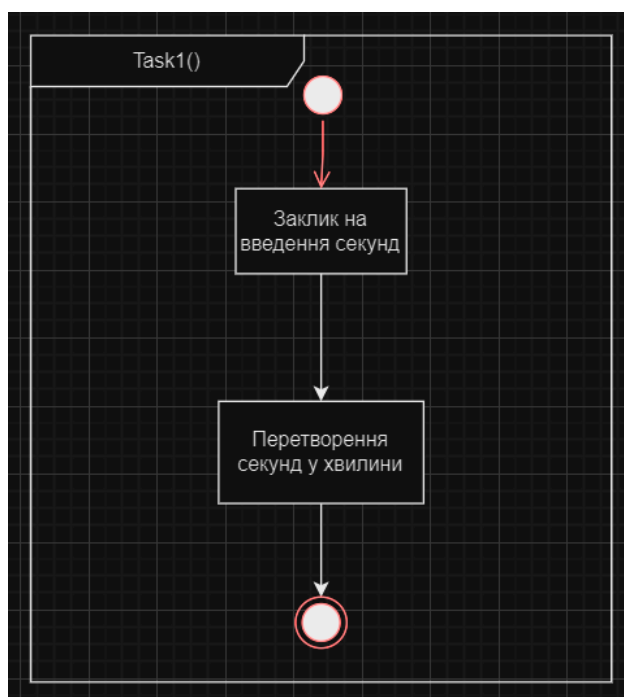 Task1()
Заклик на
введення секунд
Перетворення
секунд у хвилини